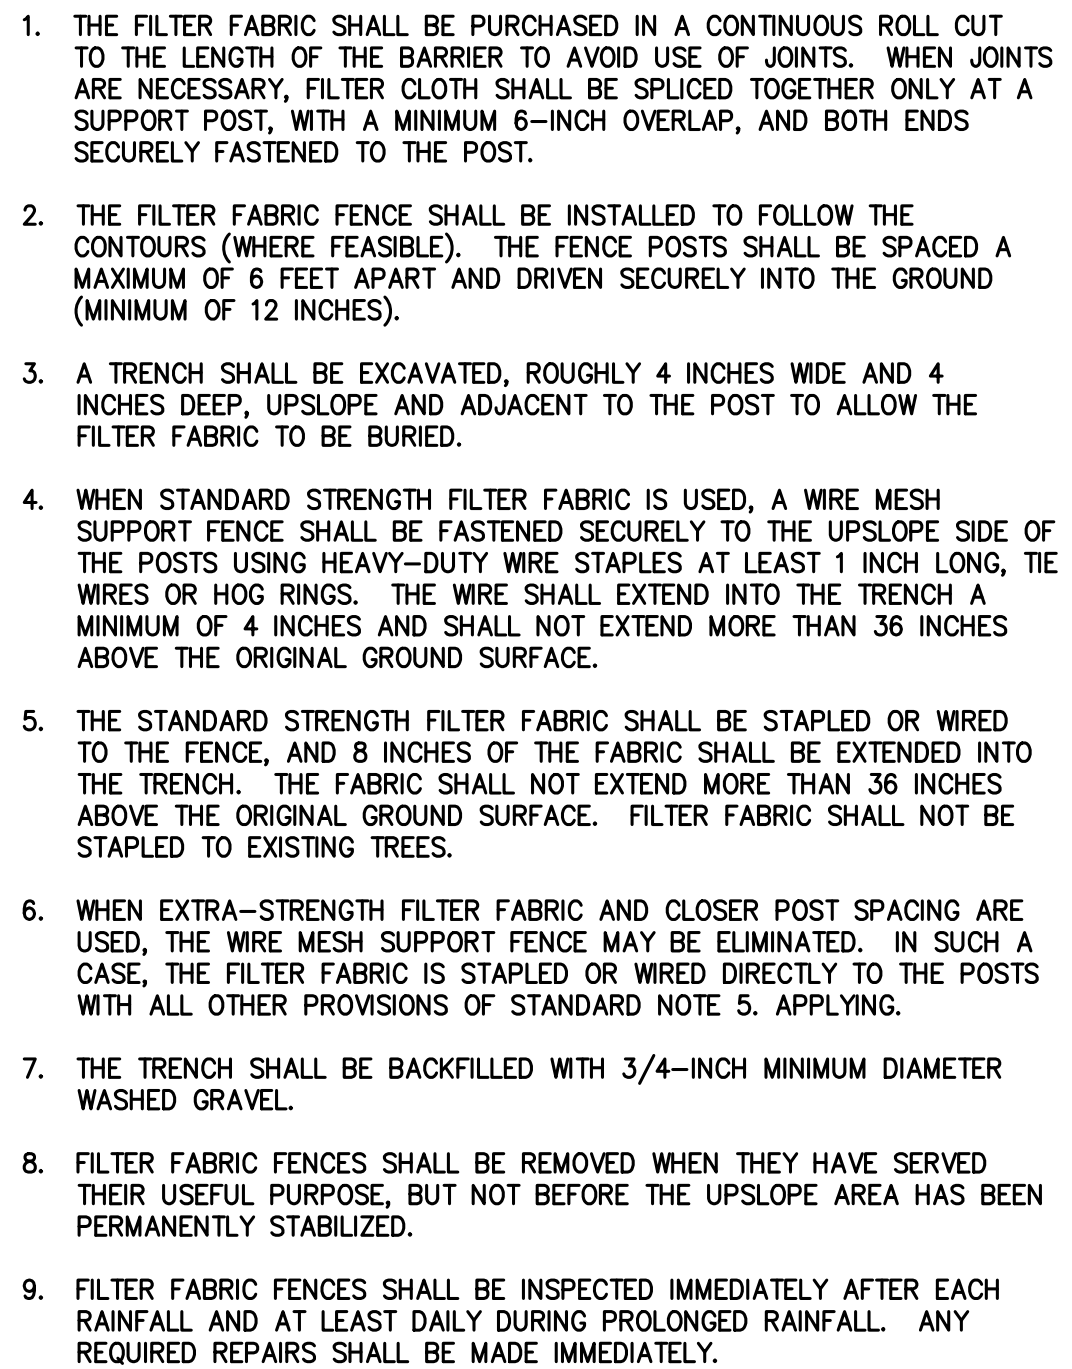 1. THE FILTER FABRIC SHALL BE PURCHASED IN A CONTINUOUS ROLL CUT
TO THE LENGTH OF THE BARRIER TO AVOID USE OF JOINTS. WHEN JOINTS
ARE NECESSARY, FILTER CLOTH SHALL BE SPLICED TOGETHER ONLY AT A
SUPPORT POST, WITH A MINIMUM 6–INCH OVERLAP, AND BOTH ENDS
SECURELY FASTENED TO THE POST.
2. THE FILTER FABRIC FENCE SHALL BE INSTALLED TO FOLLOW THE
CONTOURS (WHERE FEASIBLE). THE FENCE POSTS SHALL BE SPACED A
MAXIMUM OF 6 FEET APART AND DRIVEN SECURELY INTO THE GROUND
(MINIMUM OF 12 INCHES).
3. A TRENCH SHALL BE EXCAVATED, ROUGHLY 4 INCHES WIDE AND 4
INCHES DEEP, UPSLOPE AND ADJACENT TO THE POST TO ALLOW THE
FILTER FABRIC TO BE BURIED.
4. WHEN STANDARD STRENGTH FILTER FABRIC IS USED, A WIRE MESH
SUPPORT FENCE SHALL BE FASTENED SECURELY TO THE UPSLOPE SIDE OF
THE POSTS USING HEAVY–DUTY WIRE STAPLES AT LEAST 1 INCH LONG, TIE
WIRES OR HOG RINGS. THE WIRE SHALL EXTEND INTO THE TRENCH A
MINIMUM OF 4 INCHES AND SHALL NOT EXTEND MORE THAN 36 INCHES
ABOVE THE ORIGINAL GROUND SURFACE.
5. THE STANDARD STRENGTH FILTER FABRIC SHALL BE STAPLED OR WIRED
TO THE FENCE, AND 8 INCHES OF THE FABRIC SHALL BE EXTENDED INTO
THE TRENCH. THE FABRIC SHALL NOT EXTEND MORE THAN 36 INCHES
ABOVE THE ORIGINAL GROUND SURFACE. FILTER FABRIC SHALL NOT BE
STAPLED TO EXISTING TREES.
6. WHEN EXTRA–STRENGTH FILTER FABRIC AND CLOSER POST SPACING ARE
USED, THE WIRE MESH SUPPORT FENCE MAY BE ELIMINATED. IN SUCH A
CASE, THE FILTER FABRIC IS STAPLED OR WIRED DIRECTLY TO THE POSTS
WITH ALL OTHER PROVISIONS OF STANDARD NOTE 5. APPLYING.
7. THE TRENCH SHALL BE BACKFILLED WITH 3/4–INCH MINIMUM DIAMETER
WASHED GRAVEL.
8. FILTER FABRIC FENCES SHALL BE REMOVED WHEN THEY HAVE SERVED
THEIR USEFUL PURPOSE, BUT NOT BEFORE THE UPSLOPE AREA HAS BEEN
PERMANENTLY STABILIZED.
9. FILTER FABRIC FENCES SHALL BE INSPECTED IMMEDIATELY AFTER EACH
RAINFALL AND AT LEAST DAILY DURING PROLONGED RAINFALL. ANY
REQUIRED REPAIRS SHALL BE MADE IMMEDIATELY.